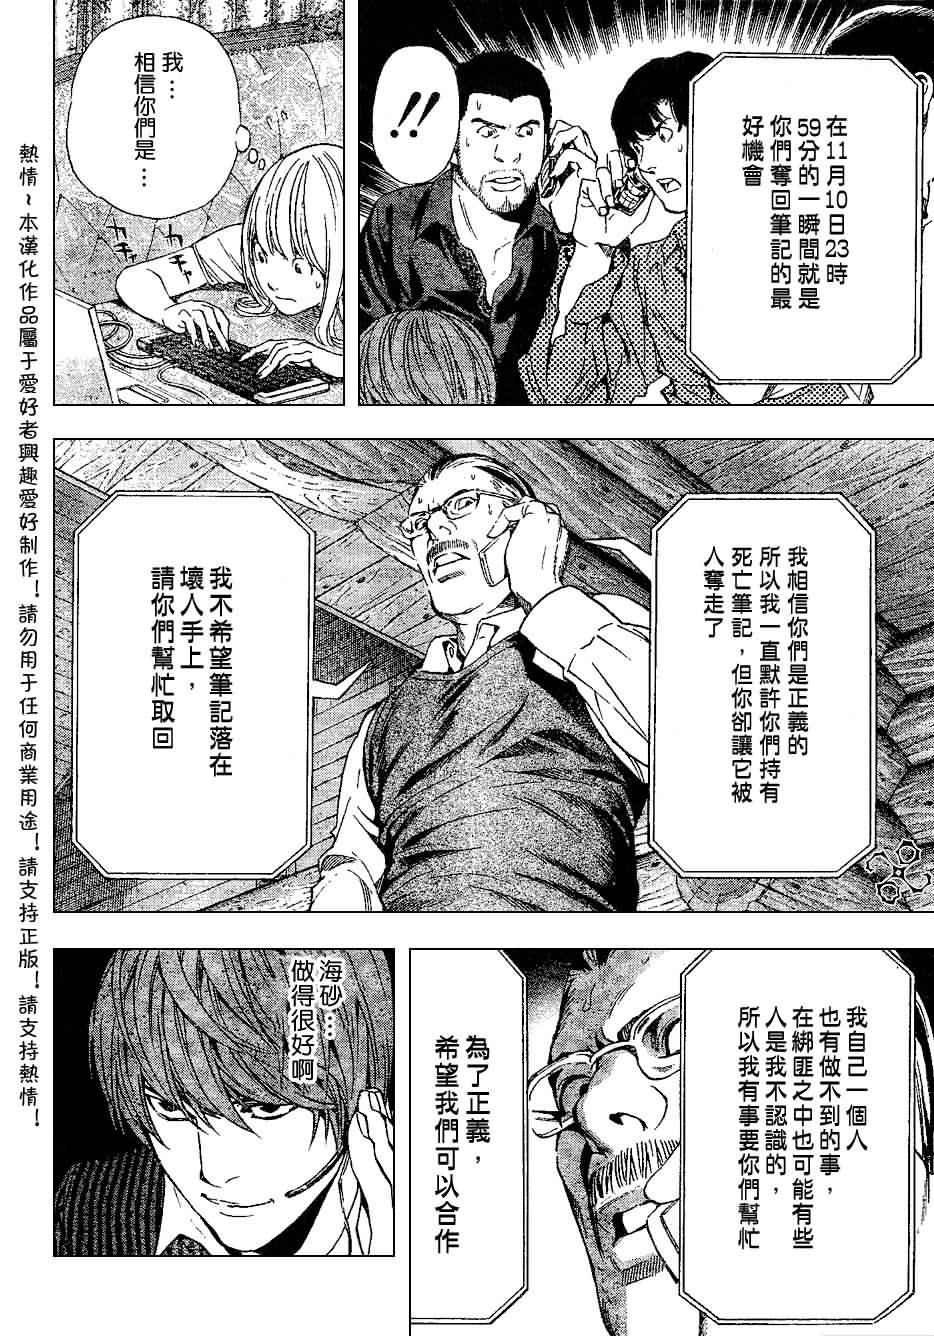 在11月10日23時
59分的一瞬間就是
你們奪回筆記的最
好機會
!!
我…
相信你們是…
カチャ
カチャ
我相信你們是正義的
所以我一直默許你們持有
死亡筆記，但你卻讓它被
人奪走了
我不希望筆記落在
壞人手上，
請你們幫忙取回
我自己一個人
也有做不到的事，
在綁匪之中也可能有些
人是我不認識的，
所以我有事要你們幫忙
為了正義，
希望我們可以合作
海砂…
做得很好啊
熱情~本漢化作品屬于愛好者興趣愛好制作！請勿用于任何商業用途！請支持正版！請支持熱情！